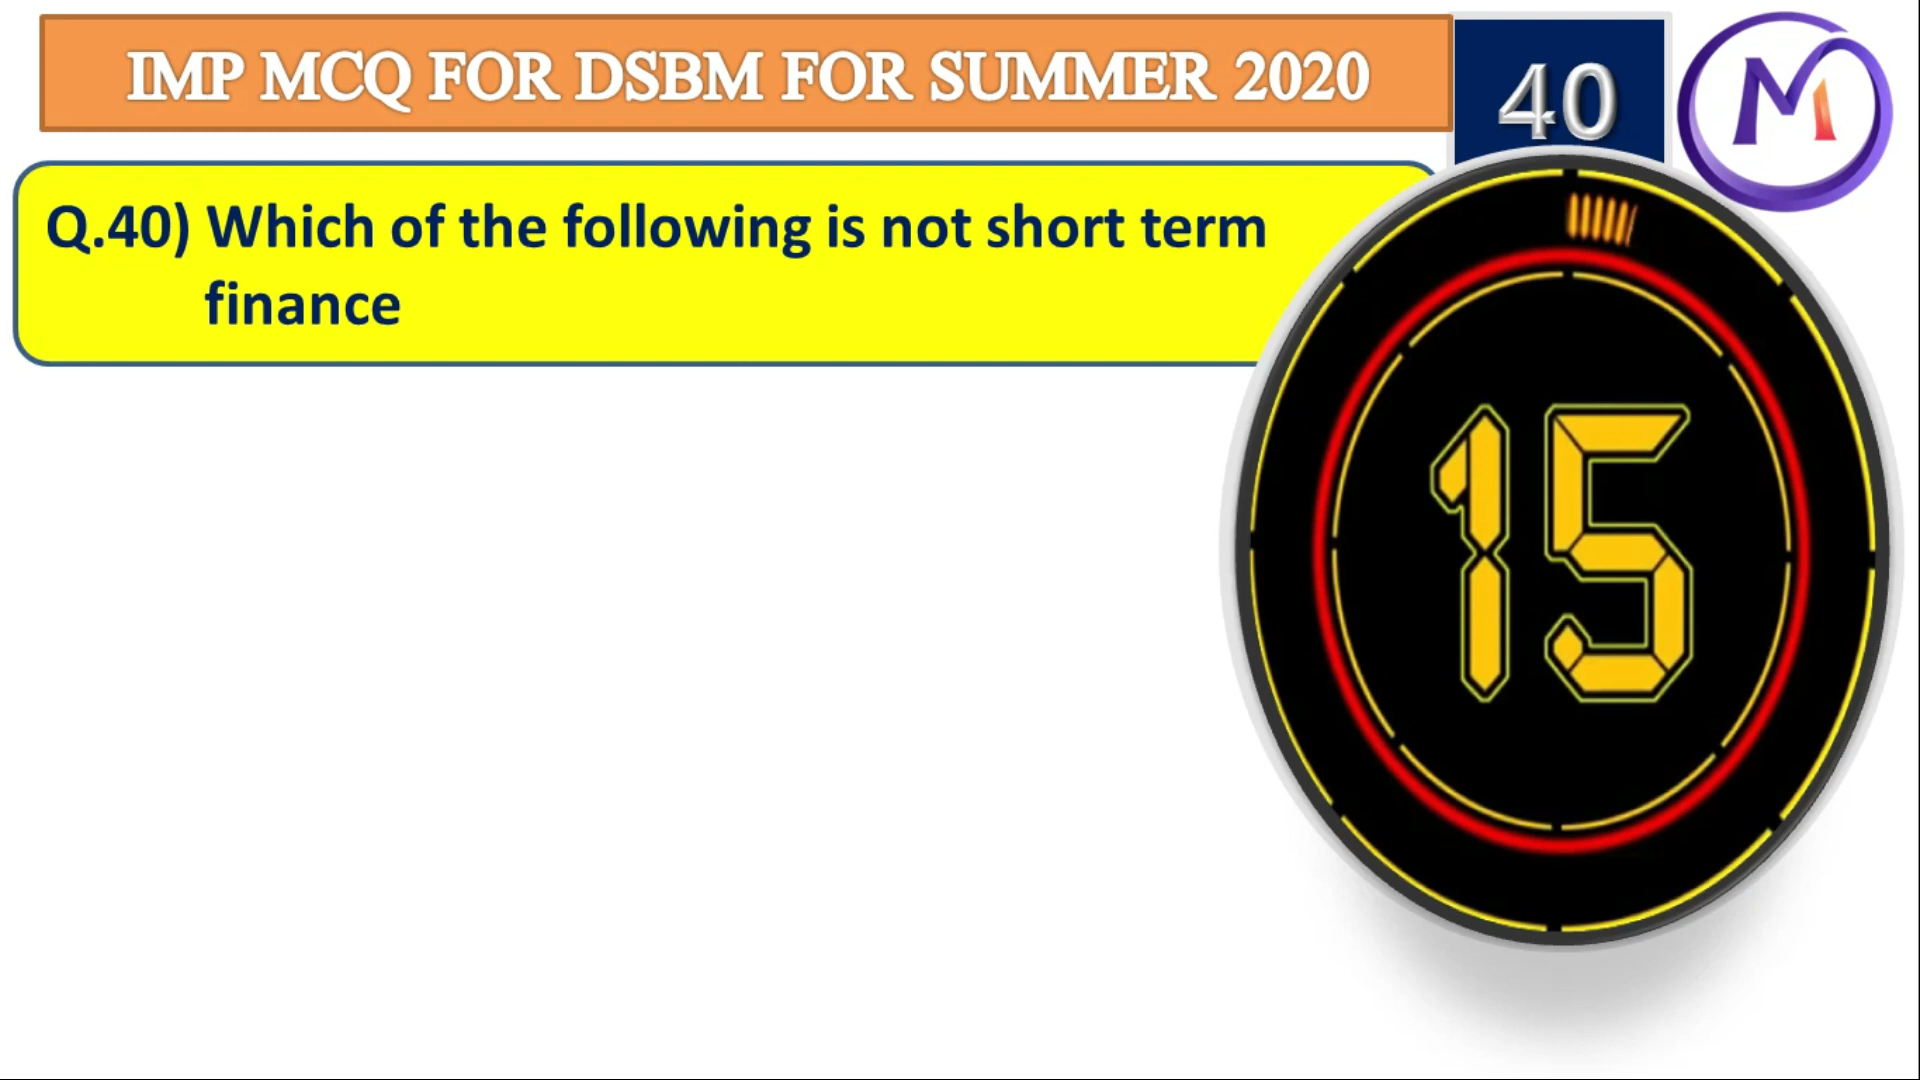 IMP MCQ FOR DSBM FOR SUMMER 2020
40
M
Q.40) Which of the following is not short term
finance
15